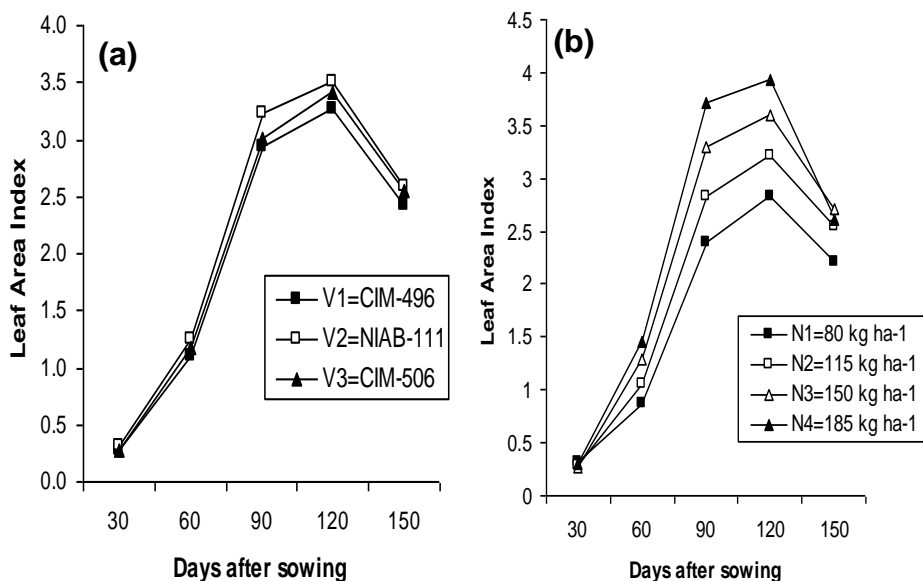 (a)
Leaf Area Index
4.0
3.5
3.0
2.5
2.0
1.5
1.0
0.5
0.0
V1=CIM-496
V2=NIAB-111
V3=CIM-506
30 60 90 120 150
Days after sowing
(b)
Leaf Area Index
4.5
4
3.5
3
2.5
2
1.5
1
0.5
0
N1=80 kg ha-1
N2=115 kg ha-1
N3=150 kg ha-1
N4=185 kg ha-1
30 60 90 120 150
Days after sowing